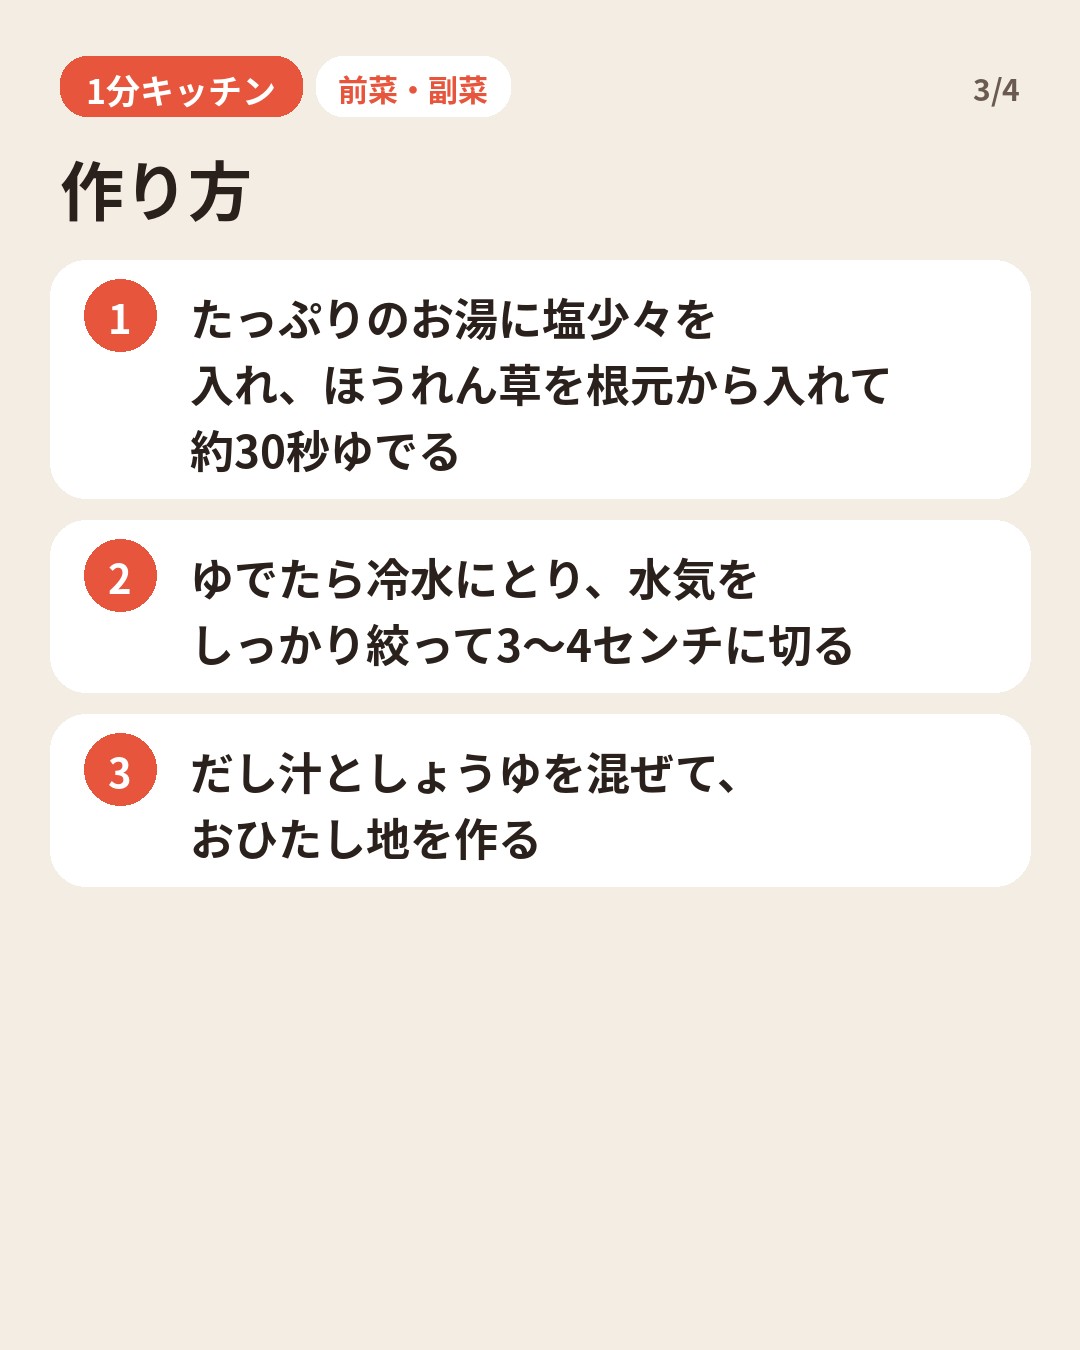 1分キッチン
前菜・副菜
3/4
作り方
1
たっぷりのお湯に塩少々を
入れ、ほうれん草を根元から入れて
約30秒ゆでる
2
ゆでたら冷水にとり、水気を
しっかり絞って3〜4センチに切る
3
だし汁としょうゆを混ぜて、
おひたし地を作る